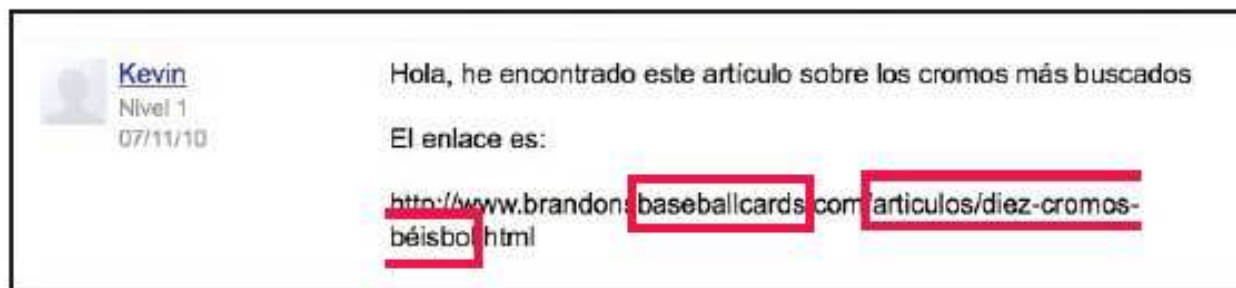 Kevin
Nivel 1
07/11/10
Hola, he encontrado este artículo sobre los cromos más buscados
El enlace es:
http://www.brandonsbaseballcards.com/articulos/diez-cromos-
béisbol.html